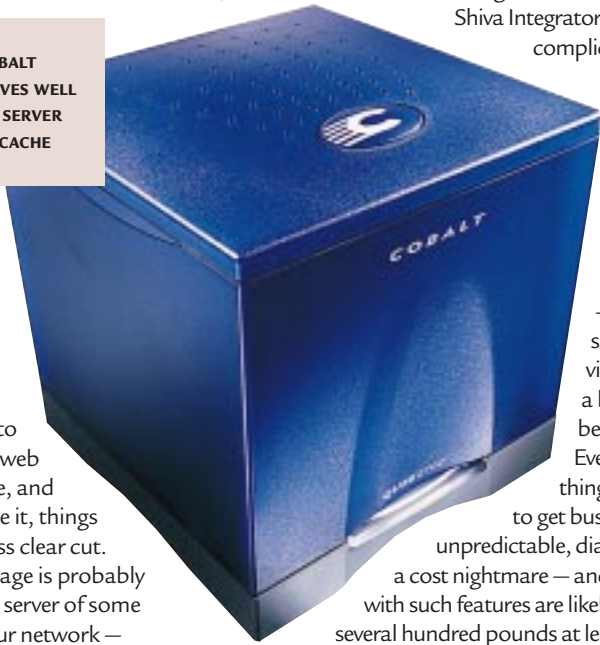 Shiva Integrator
complic
BALT
VES WELL
SERVER
CACHE
C
COBALT
to
web
e, and
e it, things
ss clear cut.
age is probably
server of some
ur network —
s
vi
a l
be
Eve
thing
to get bus
unpredictable, dia
a cost nightmare — and
with such features are likel
several hundred pounds at le